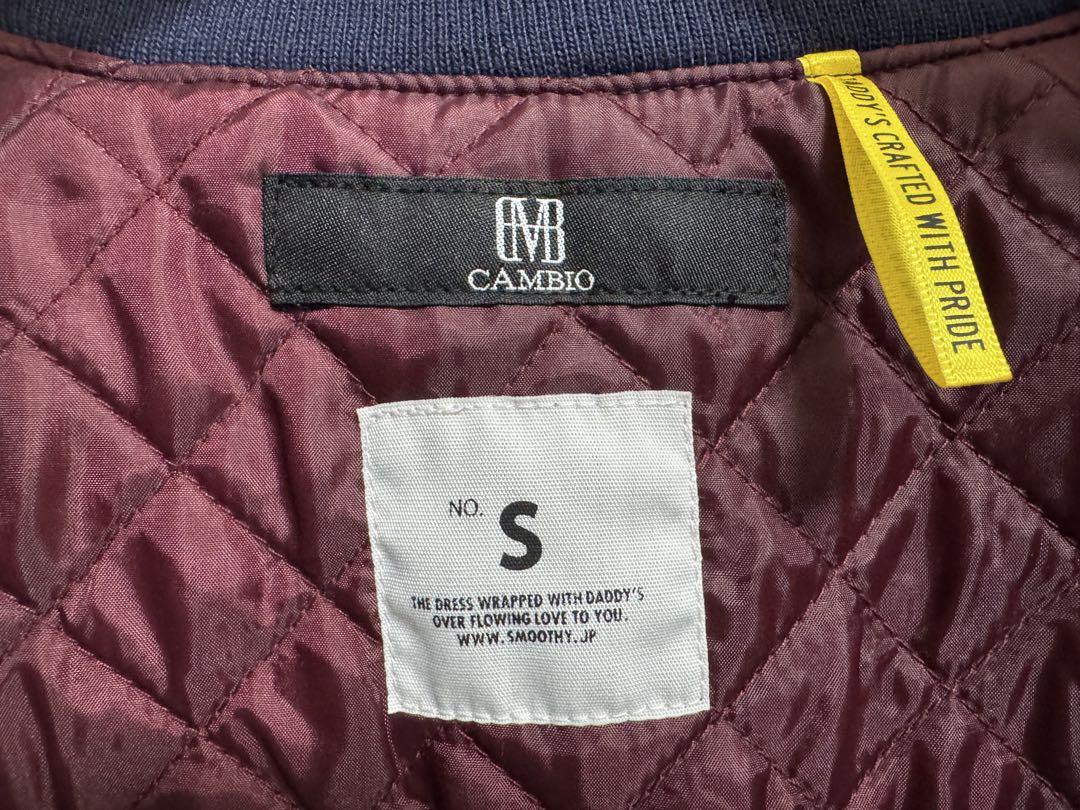 CAMBIO
DADDY'S CRAFTED WITH PRIDE
NO. S
THE DRESS WRAPPED WITH DADDY'S
OVER FLOWING LOVE TO YOU.
WWW. SMOOTHY.JP